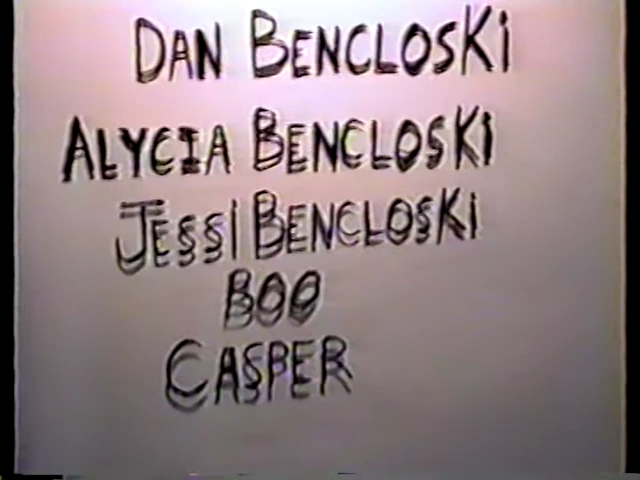 DAN BENCLOSKi
ALYCIA BENCLOSKi
JESSi BENCLOSKi
BOO
CASPER